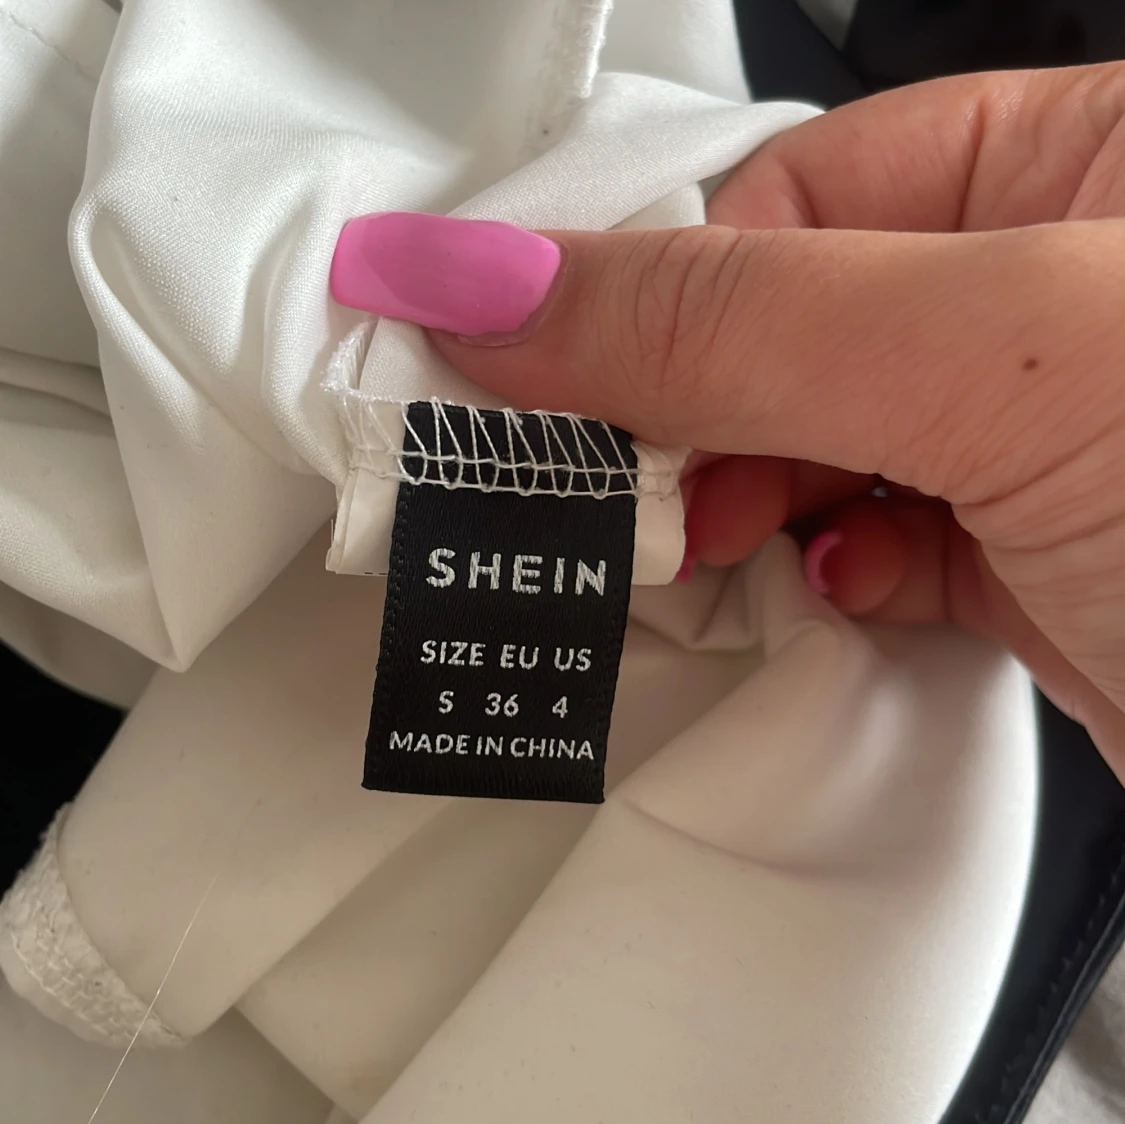 SHEIN
SIZE EU US
S 36 4
MADE IN CHINA